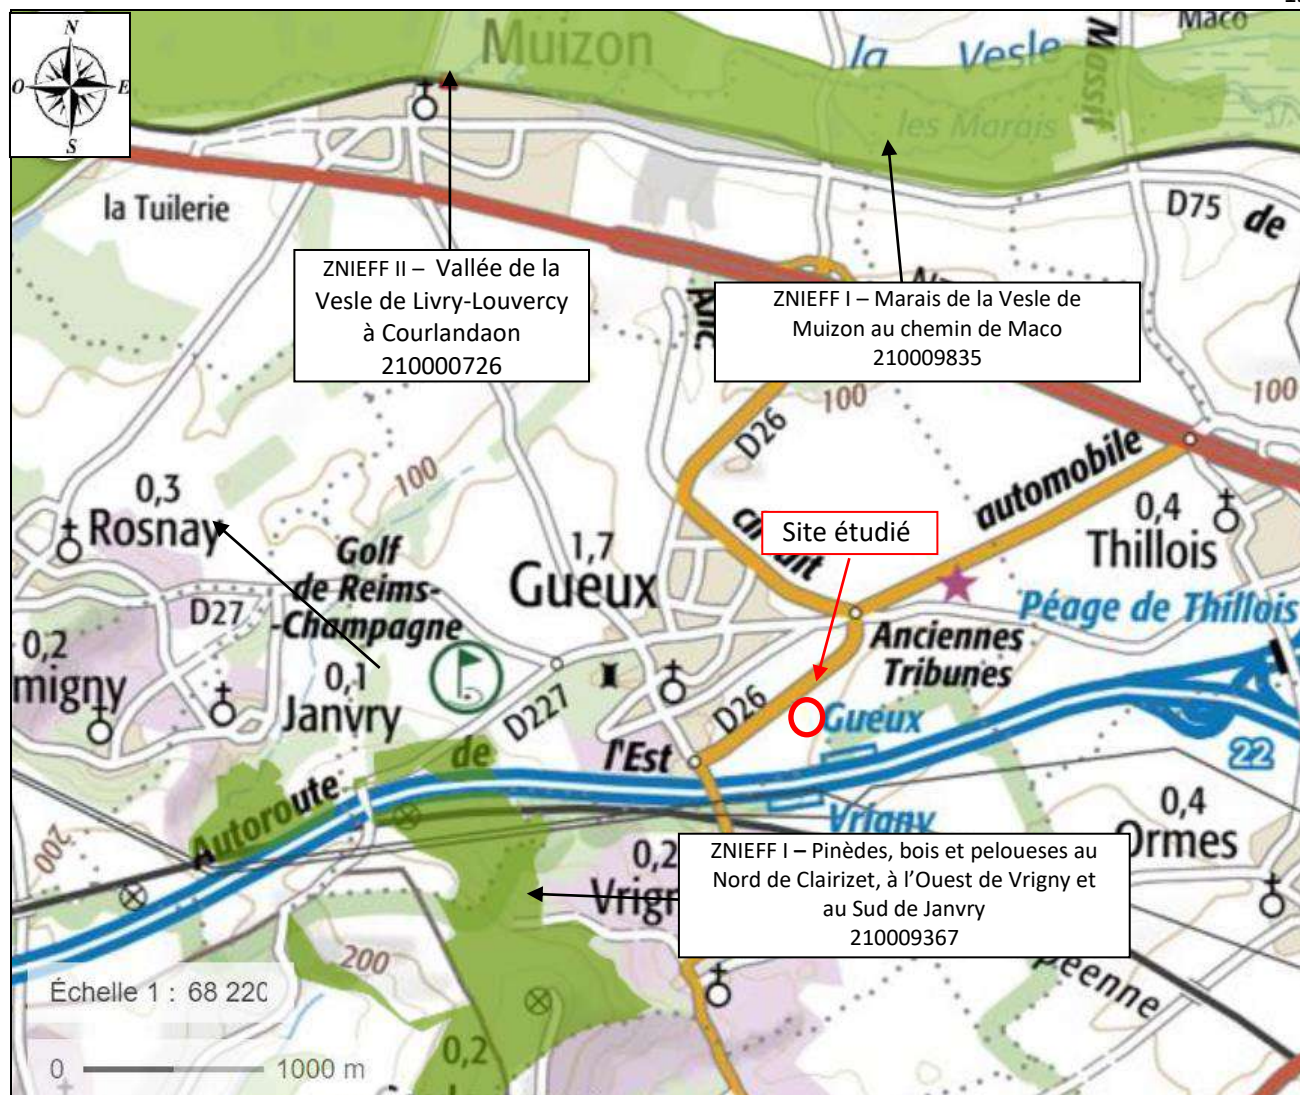 N
O
E
S
Muizon
la Vesle
Maco
Massif
les Marais
la Tuilerie
D75
de
ZNIEFF II – Vallée de la
Vesle de Livry-Louvercy
à Courlandaon
210000726
ZNIEFF I – Marais de la Vesle de
Muizon au chemin de Maco
210009835
100
100
D26
100
automobile
circuit
0,3
Rosnay
Golf
de Reims-
-Champagne
1,7
Gueux
Site étudié
0,4
Thillois
Péage de Thillois
D27
0,2
migny
0,1
Janvry
D227
Anciennes
Tribunes
D26
Gueux
l'Est
de
Autoroute
22
Vrigny
0,4
Ormes
200
0,2
Vrign
ZNIEFF I – Pinèdes, bois et peloueses au
Nord de Clairizet, à l'Ouest de Vrigny et
au Sud de Janvry
210009367
200
péenne
Échelle 1 : 68 220
0,2
0
1000 m